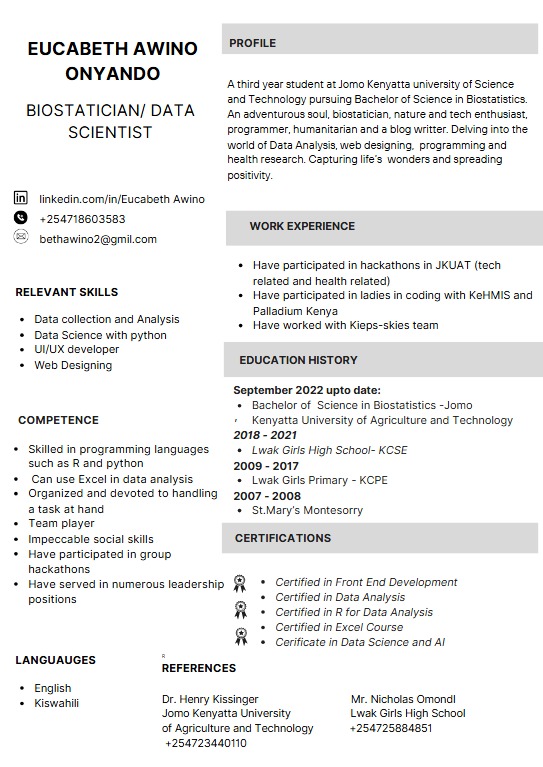 EUCABETH AWINO
ONYANDO
BIOSTATICIAN/ DATA
SCIENTIST
linkedin.com/in/Eucabeth Awino
+254718603583
bethawino2@gmil.com
RELEVANT SKILLS
• Data collection and Analysis
• Data Science with python
• UI/UX developer
• Web Designing
COMPETENCE
• Skilled in programming languages
such as R and python
• Can use Excel in data analysis
• Organized and devoted to handling
a task at hand
• Team player
• Impeccable social skills
• Have participated in group
hackathons
• Have served in numerous leadership
positions
LANGUAUGES
• English
• Kiswahili
PROFILE
A third year student at Jomo Kenyatta university of Science
and Technology pursuing Bachelor of Science in Biostatistics.
An adventurous soul, biostatician, nature and tech enthusiast,
programmer, humanitarian and a blog writter. Delving into the
world of Data Analysis, web designing, programming and
health research. Capturing life's wonders and spreading
positivity.
WORK EXPERIENCE
• Have participated in hackathons in JKUAT (tech
related and health related)
• Have participated in ladies in coding with KeHMIS and
Palladium Kenya
• Have worked with Kieps-skies team
EDUCATION HISTORY
September 2022 upto date:
• Bachelor of Science in Biostatistics -Jomo
Kenyatta University of Agriculture and Technology
2018 - 2021
• Lwak Girls High School- KCSE
2009 - 2017
• Lwak Girls Primary - KCPE
2007 - 2008
• St.Mary's Montesorry
CERTIFICATIONS
• Certified in Front End Development
• Certified in Data Analysis
• Certified in R for Data Analysis
• Certified in Excel Course
• Cerificate in Data Science and AI
R
REFERENCES
Dr. Henry Kissinger
Jomo Kenyatta University
of Agriculture and Technology
+254723440110
Mr. Nicholas Omondl
Lwak Girls High School
+254725884851